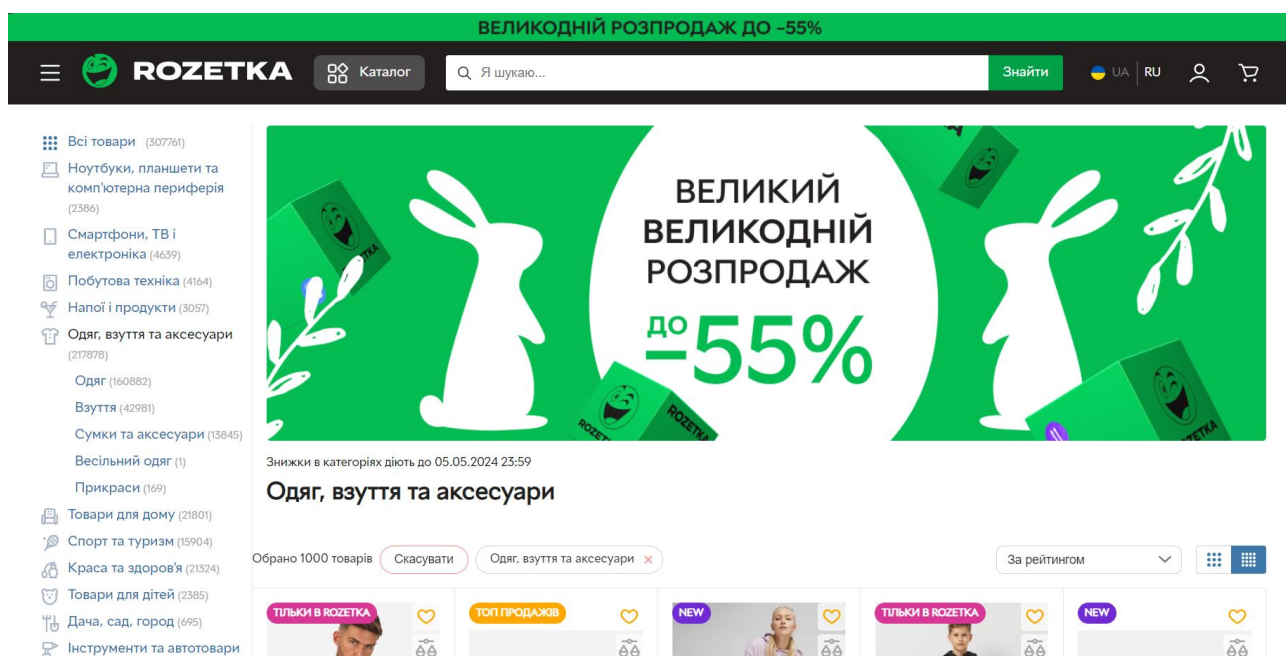 ВЕЛИКОДНІЙ РОЗПРОДАЖ ДО -55%
ROZETKA
Каталог
Я шукаю...
Знайти
UA
RU
Всі товари (307761)
Ноутбуки, планшети та
комп'ютерна периферія
(2386)
Смартфони, ТВ і
електроніка (4639)
Побутова техніка (4164)
Напої і продукти (3057)
Одяг, взуття та аксесуари
(217878)
Одяг (160882)
Взуття (42981)
Сумки та аксесуари (13845)
Весільний одяг (1)
Прикраси (169)
Товари для дому (21801)
Спорт та туризм (15904)
Краса та здоров'я (21324)
Товари для дітей (2385)
Дача, сад, город (695)
Інструменти та автотовари
ВЕЛИКИЙ
ВЕЛИКОДНІЙ
РОЗПРОДАЖ
ДО
-55%
ROZETKA
ROZETKA
Знижки в категоріях діють до 05.05.2024 23:59
Одяг, взуття та аксесуари
Обрано 1000 товарів
Скасувати
Одяг, взуття та аксесуари
За рейтингом
ТІЛЬКИ В ROZETKA
ТОП ПРОДАЖІВ
NEW
ТІЛЬКИ В ROZETKA
NEW